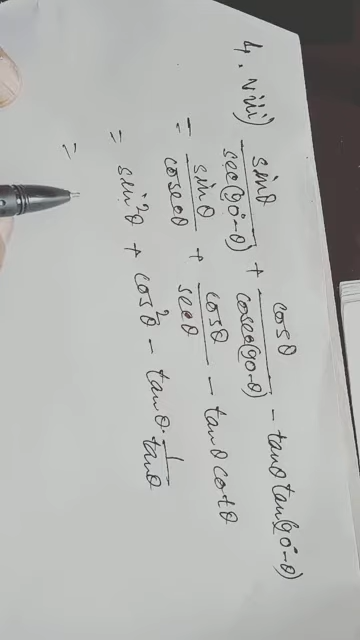 4. viii) sinθ/sec(90°-θ) + cosθ/cosec(90-θ) - tanθ tan(90°-θ)
= sinθ/cosecθ + cosθ/secθ - tanθ cotθ
= sin²θ + cos²θ - tanθ · 1/tanθ
=